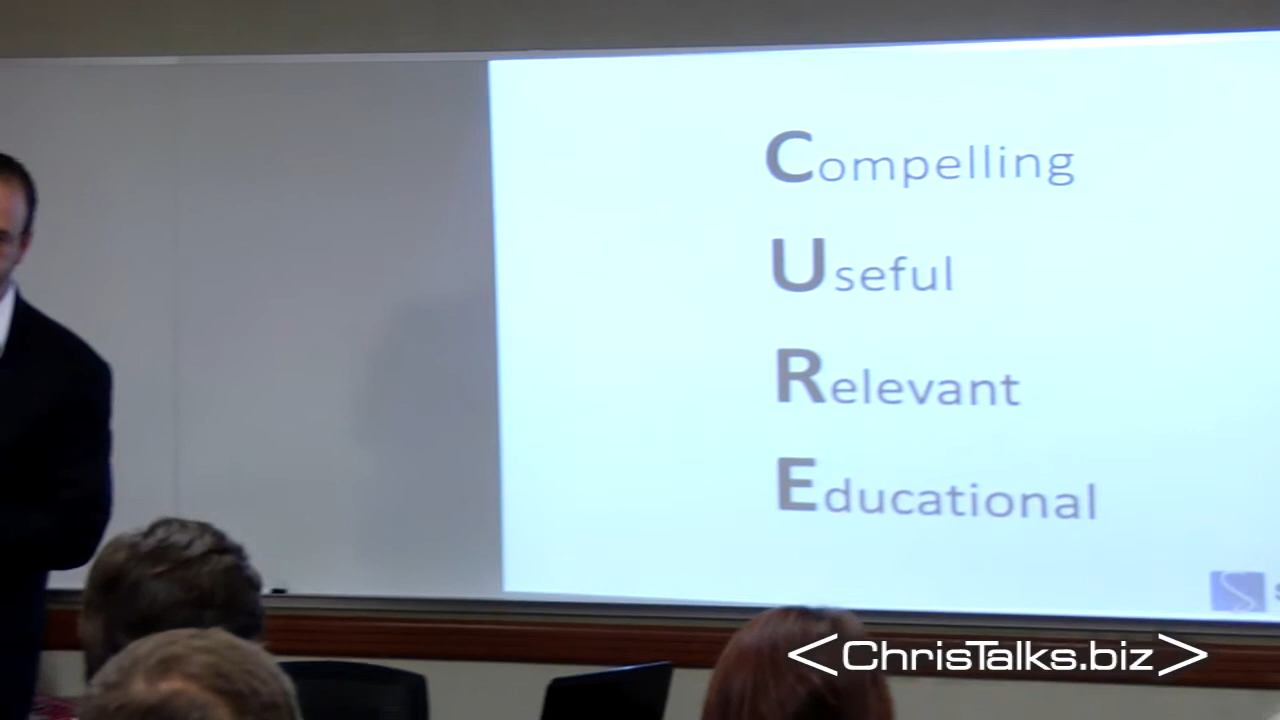 Compelling
Useful
Relevant
Educational
<ChrisTalks.biz>